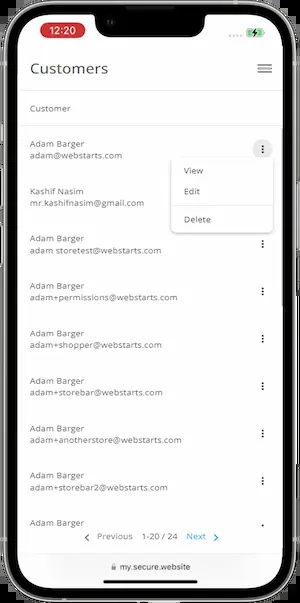 12:20
Customers
Customer
Adam Barger
adam@webstarts.com
View
Edit
Delete
Kashif Nasim
mr.kashifnasim@gmail.com
Adam Barger
adam storetest@webstarts.com
Adam Barger
adam+permissions@webstarts.com
Adam Barger
adam+shopper@webstarts.com
Adam Barger
adam+storebar@webstarts.com
Adam Barger
adam+anotherstore@webstarts.com
Adam Barger
adam+storebar2@webstarts.com
Adam Barger
Previous 1-20 / 24 Next
my.secure.website